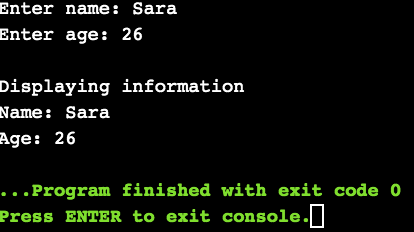 Enter name: Sara
Enter age: 26
Displaying information
Name: Sara
Age: 26
...Program finished with exit code 0
Press ENTER to exit console.